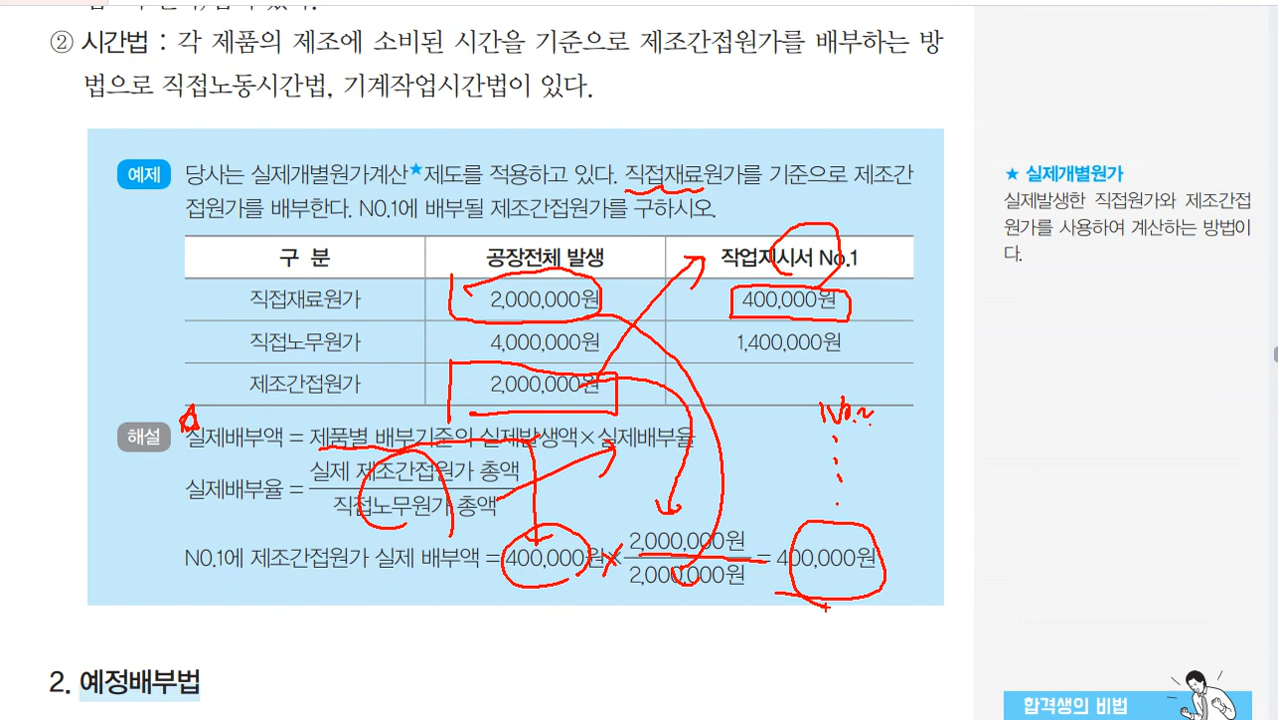 ② 시간법 : 각 제품의 제조에 소비된 시간을 기준으로 제조간접원가를 배부하는 방
법으로 직접노동시간법, 기계작업시간법이 있다.
예제 당사는 실제개별원가계산★제도를 적용하고 있다. 직접재료원가를 기준으로 제조간
접원가를 배부한다. NO.1에 배부될 제조간접원가를 구하시오.
구 분 공장전체 발생 작업지시서 No.1
직접재료원가 2,000,000원 400,000원
직접노무원가 4,000,000원 1,400,000원
제조간접원가 2,000,000원
No.2
해설 실제배부액 = 제품별 배부기준의 실제발생액×실제배부율
실제배부율 = 실제 제조간접원가 총액
직접노무원가 총액
NO.1에 제조간접원가 실제 배부액 = 400,000원× 2,000,000원 = 400,000원
2,000,000원
2. 예정배부법
★ 실제개별원가
실제발생한 직접원가와 제조간접
원가를 사용하여 계산하는 방법이
다.
합격생의 비법